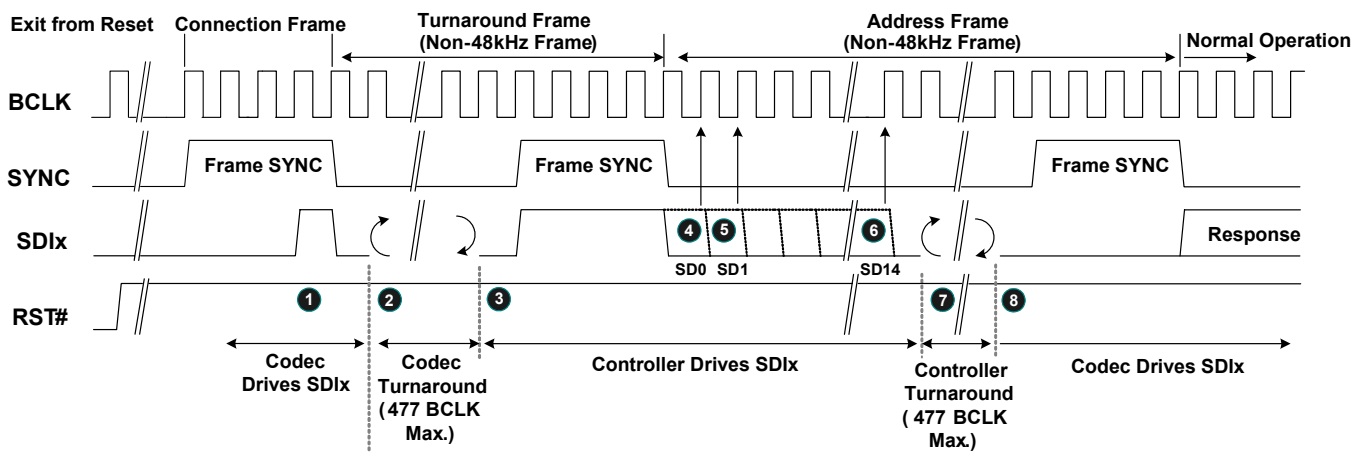 Exit from Reset
Connection Frame
Turnaround Frame
(Non-48kHz Frame)
Address Frame
(Non-48kHz Frame)
Normal Operation
BCLK
SYNC
Frame SYNC
Frame SYNC
Frame SYNC
SDIx
4
5
6
Response
SD0
SD1
SD14
RST#
1
2
3
7
8
Codec
Drives SDIx
Codec
Turnaround
(477 BCLK
Max.)
Controller Drives SDIx
Controller
Turnaround
( 477 BCLK
Max.)
Codec Drives SDIx